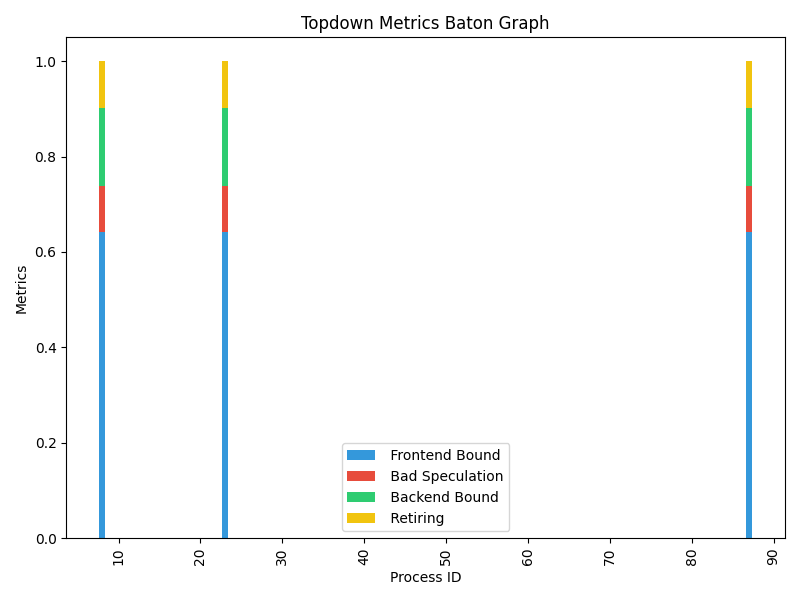 Topdown Metrics Baton Graph
1.0
0.8
0.6
0.4
0.2
0.0
Metrics
Frontend Bound
Bad Speculation
Backend Bound
Retiring
10 20 30 40 50 60 70 80 90
Process ID